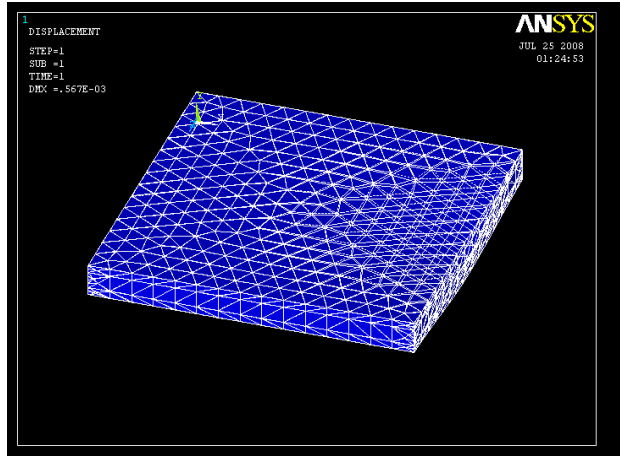 1
DISPLACEMENT
STEP=1
SUB =1
TIME=1
DMX =.567E-03
ANSYS
JUL 25 2008
01:24:53
Y